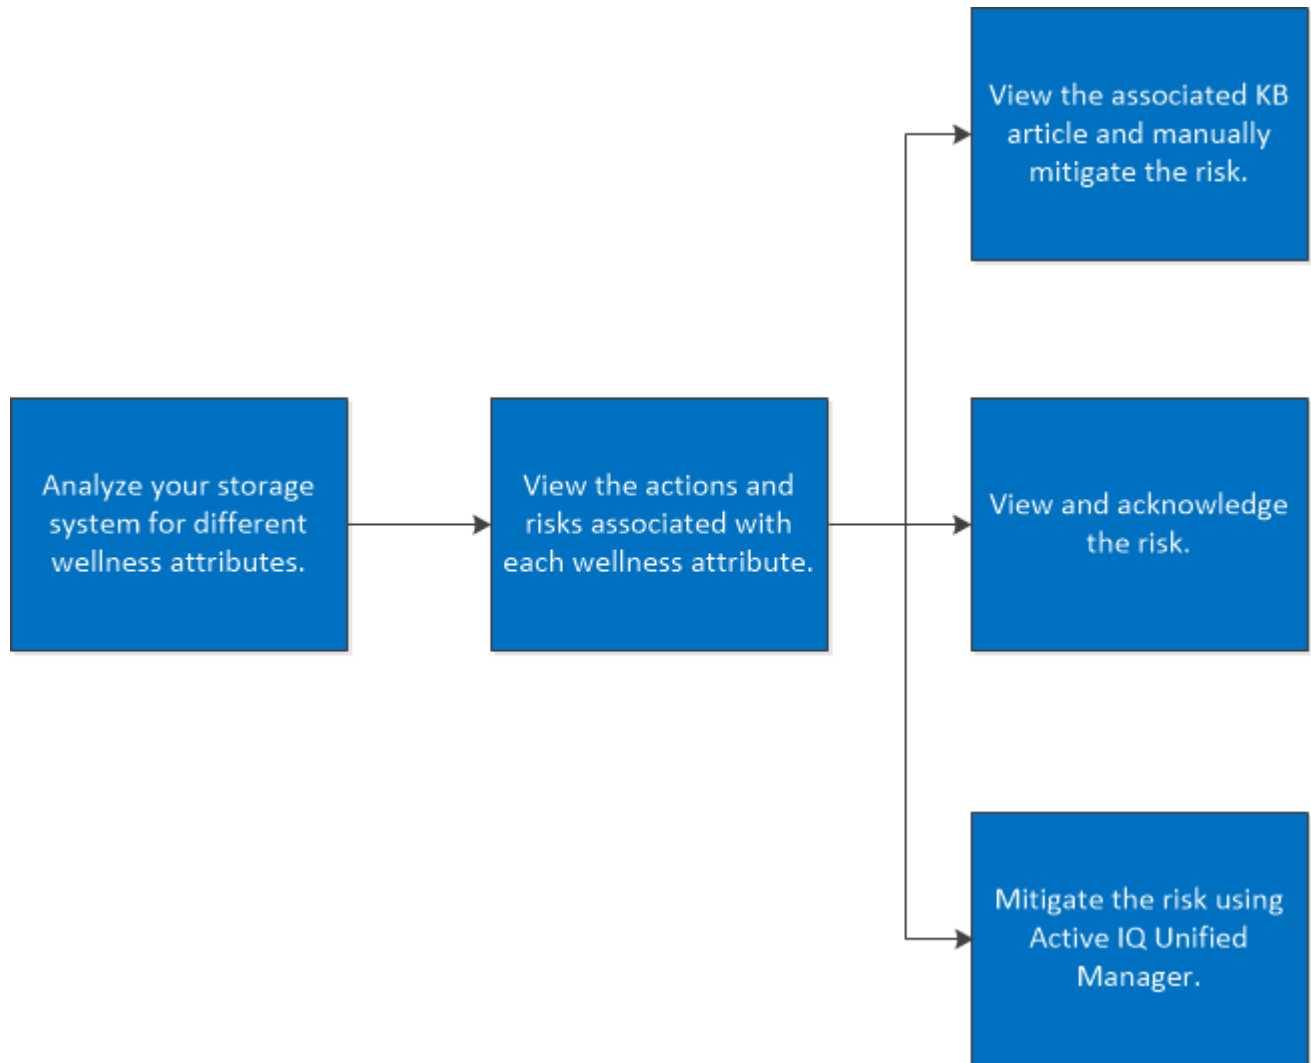 View the associated KB
article and manually
mitigate the risk.
Analyze your storage
system for different
wellness attributes.
View the actions and
risks associated with
each wellness attribute.
View and acknowledge
the risk.
Mitigate the risk using
Active IQ Unified
Manager.